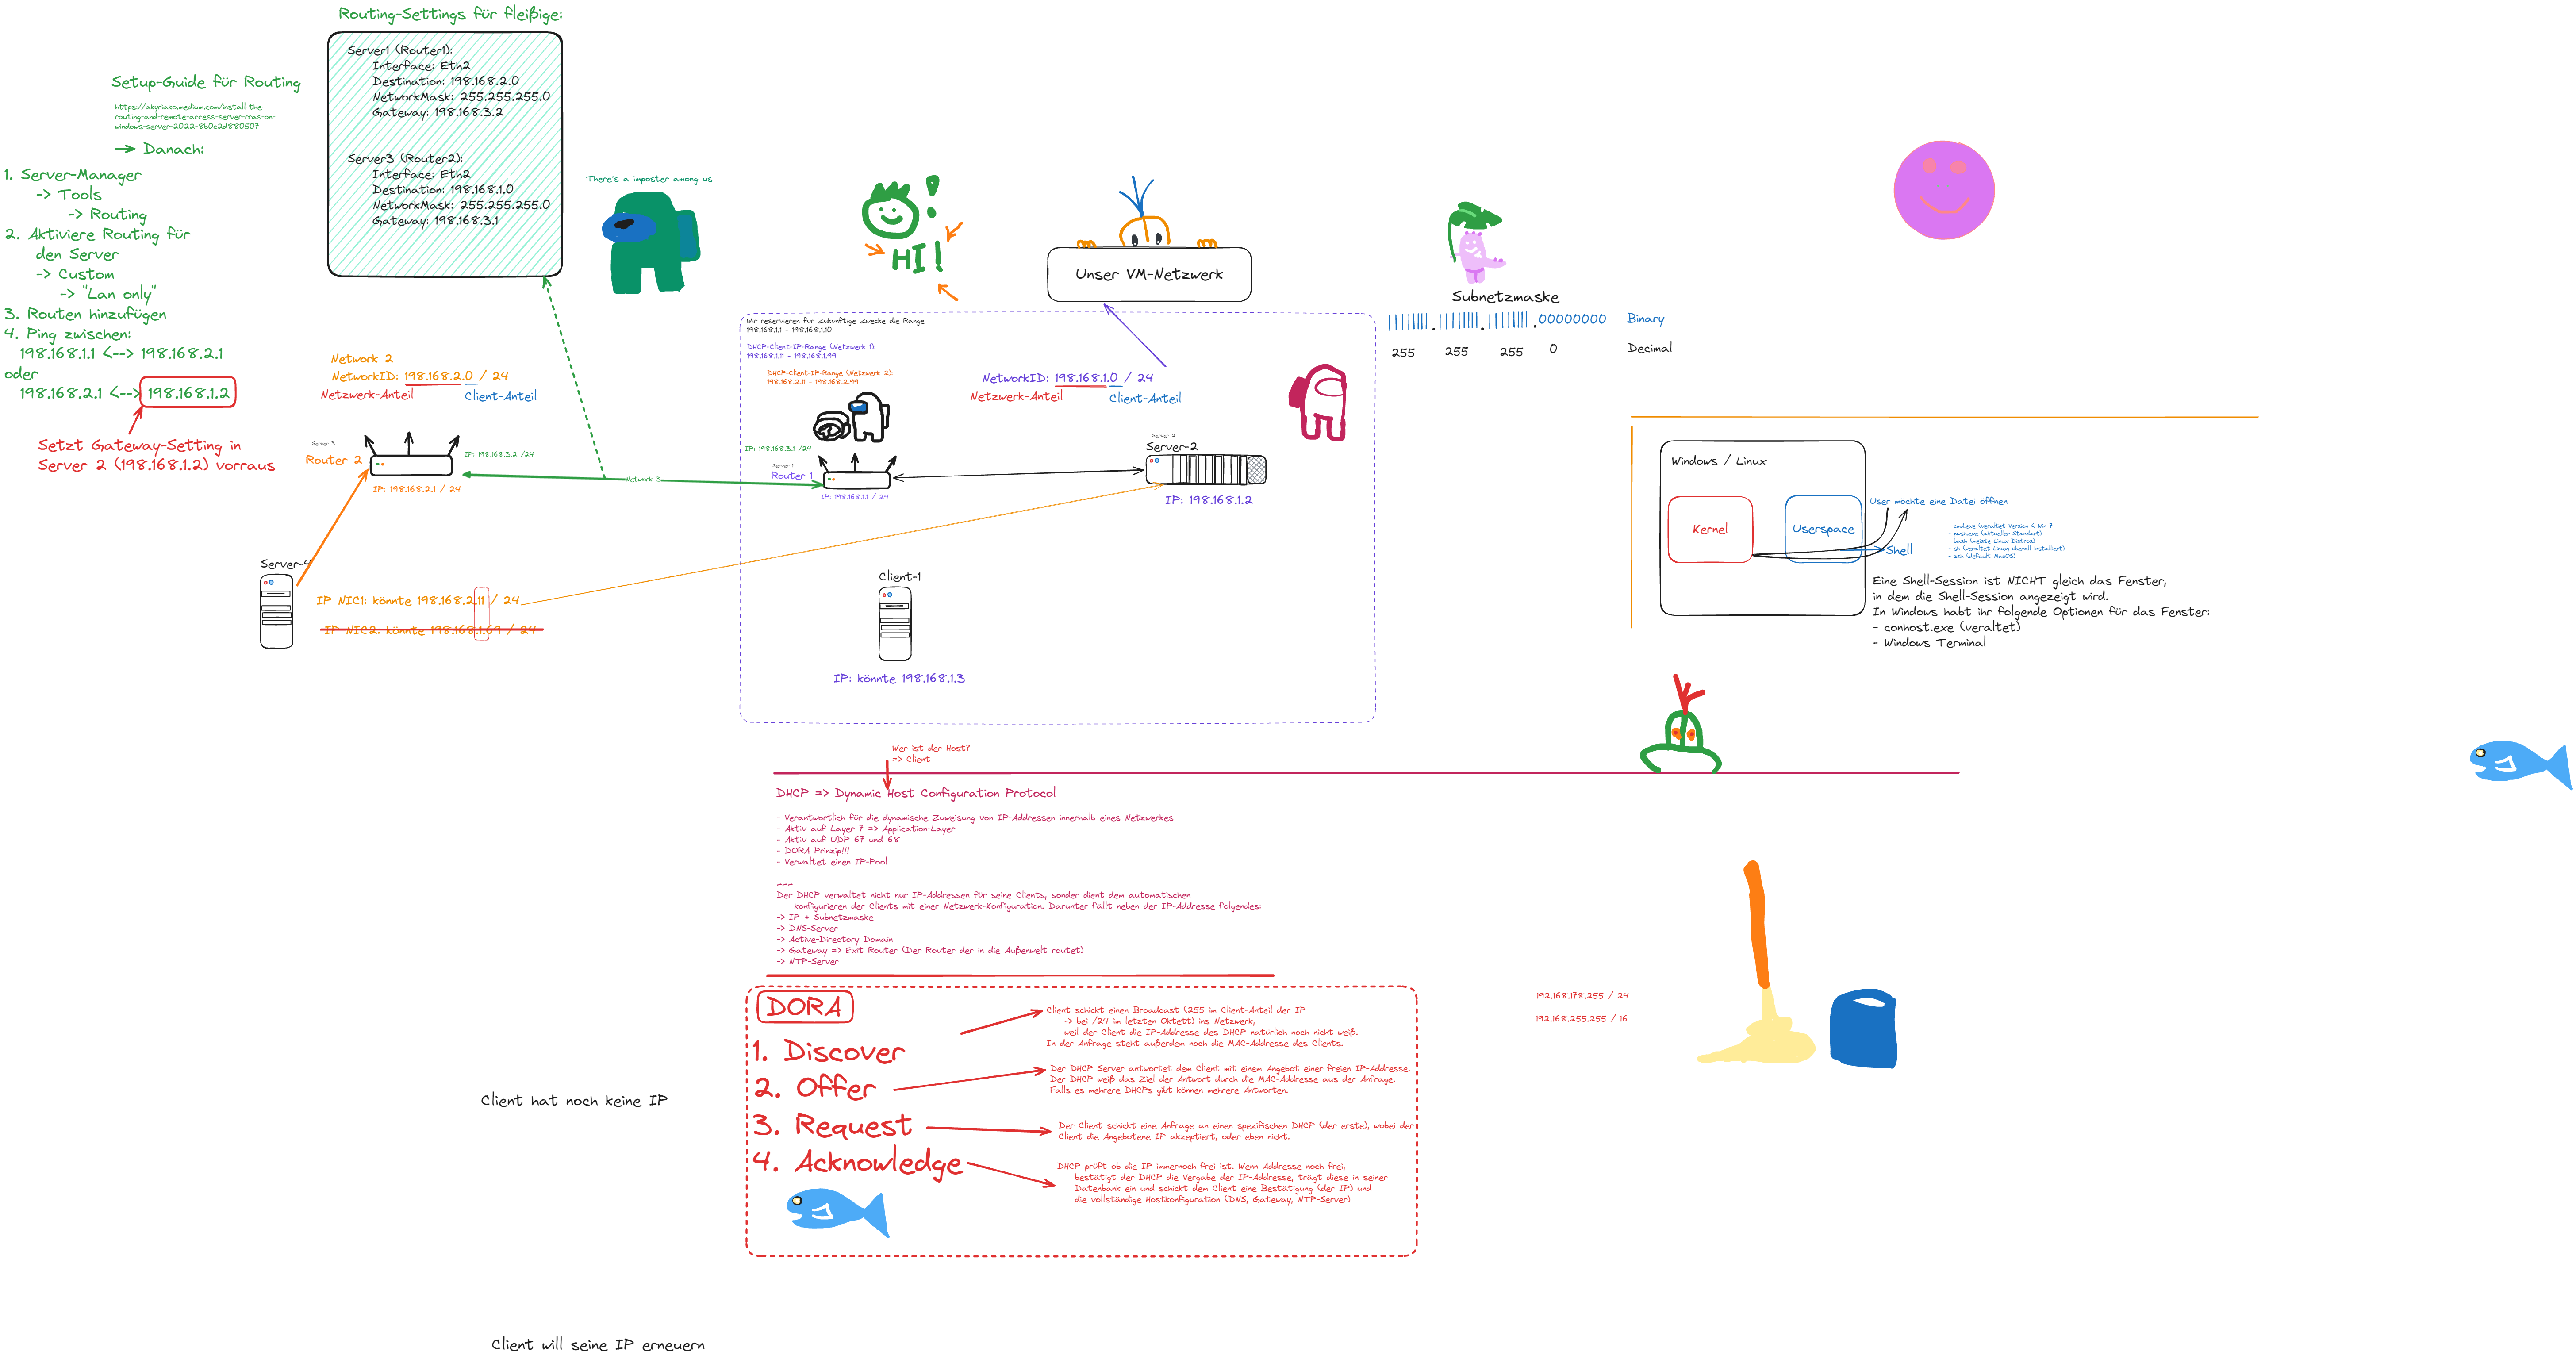 Routing-Settings für fleißige:
Server1 (Router1):
Interface: Eth2
Destination: 198.168.2.0
NetworkMask: 255.255.255.0
Gateway: 198.168.3.2
Server3 (Router2):
Interface: Eth2
Destination: 198.168.1.0
NetworkMask: 255.255.255.0
Gateway: 198.168.3.1
Setup-Guide für Routing
https://akyriako.medium.com/install-the-
routing-and-remote-access-server-rras-on-
windows-server-2022-8b0c2d880507
Danach:
1. Server-Manager
-> Tools
-> Routing
2. Aktiviere Routing für
den Server
-> Custom
-> "Lan only"
3. Routen hinzufügen
4. Ping zwischen:
198.168.1.1 <--> 198.168.2.1
oder
198.168.2.1 <--> 198.168.1.2
Setzt Gateway-Setting in
Server 2 (198.168.1.2) vorraus
There's a imposter among us
HI!
Unser VM-Netzwerk
Subnetzmaske
11111111.11111111.11111111.00000000 Binary
255 255 255 0 Decimal
Network 2
NetworkID: 198.168.2.0 / 24
Netzwerk-Anteil
Client-Anteil
Server 3
Router 2
IP: 198.168.3.2 /24
IP: 198.168.2.1 / 24
Network 3
Server-4
IP NIC1: könnte 198.168.2.11 / 24
IP NIC2: könnte 198.168.1.69 / 24
Wir reservieren für Zukünftige Zwecke die Range
198.168.1.1 - 198.168.1.10
DHCP-Client-IP-Range (Netzwerk 1):
198.168.1.11 - 198.168.1.99
DHCP-Client-IP-Range (Netzwerk 2):
198.168.2.11 - 198.168.2.99
NetworkID: 198.168.1.0 / 24
Netzwerk-Anteil
Client-Anteil
IP: 198.168.3.1 /24
Server 1
Router 1
IP: 198.168.1.1 / 24
Server 2
Server-2
IP: 198.168.1.2
Client-1
IP: könnte 198.168.1.3
Windows / Linux
Kernel
Userspace
User möchte eine Datei öffnen
Shell
- cmd.exe (veraltet Version < Win 7
- pwsh.exe (aktueller Standart)
- bash (meiste Linux Distros)
- sh (veraltet Linux; überall installiert)
- zsh (default MacOS)
Eine Shell-Session ist NICHT gleich das Fenster,
in dem die Shell-Session angezeigt wird.
In Windows habt ihr folgende Optionen für das Fenster:
- conhost.exe (veraltet)
- Windows Terminal
Wer ist der Host?
=> Client
DHCP => Dynamic Host Configuration Protocol
- Verantwortlich für die dynamische Zuweisung von IP-Addressen innerhalb eines Netzwerkes
- Aktiv auf Layer 7 => Application-Layer
- Aktiv auf UDP 67 und 68
- DORA Prinzip!!!
- Verwaltet einen IP-Pool
===
Der DHCP verwaltet nicht nur IP-Addressen für seine Clients, sonder dient dem automatischen
konfigurieren der Clients mit einer Netzwerk-Konfiguration. Darunter fällt neben der IP-Addresse folgendes:
-> IP + Subnetzmaske
-> DNS-Server
-> Active-Directory Domain
-> Gateway => Exit Router (Der Router der in die Außenwelt routet)
-> NTP-Server
DORA
1. Discover
2. Offer
3. Request
4. Acknowledge
Client schickt einen Broadcast (255 im Client-Anteil der IP
-> bei /24 im letzten Oktett) ins Netzwerk,
weil der Client die IP-Addresse des DHCP natürlich noch nicht weiß.
In der Anfrage steht außerdem noch die MAC-Addresse des Clients.
Der DHCP Server antwortet dem Client mit einem Angebot einer freien IP-Addresse.
Der DHCP weiß das Ziel der Antwort durch die MAC-Addresse aus der Anfrage.
Falls es mehrere DHCPs gibt können mehrere Antworten.
Der Client schickt eine Anfrage an einen spezifischen DHCP (der erste), wobei der
Client die Angebotene IP akzeptiert, oder eben nicht.
DHCP prüft ob die IP immernoch frei ist. Wenn Addresse noch frei,
bestätigt der DHCP die Vergabe der IP-Addresse, trägt diese in seiner
Datenbank ein und schickt dem Client eine Bestätigung (der IP) und
die vollständige Hostkonfiguration (DNS, Gateway, NTP-Server)
192.168.178.255 / 24
192.168.255.255 / 16
Client hat noch keine IP
Client will seine IP erneuern